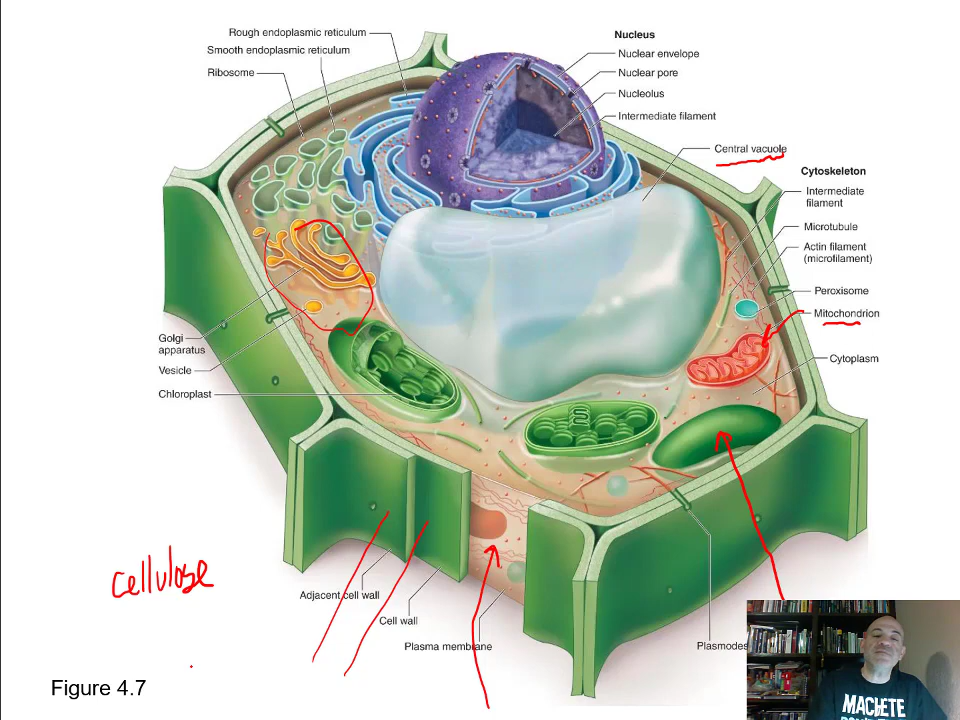 Rough endoplasmic reticulum
Smooth endoplasmic reticulum
Ribosome
Nucleus
Nuclear envelope
Nuclear pore
Nucleolus
Intermediate filament
Central vacuole
Cytoskeleton
Intermediate
filament
Microtubule
Actin filament
(microfilament)
Peroxisome
Mitochondrion
Cytoplasm
Golgi
apparatus
Vesicle
Chloroplast
cellulose
Adjacent cell wall
Cell wall
Plasma membrane
Plasmodes
Figure 4.7
MACHETE